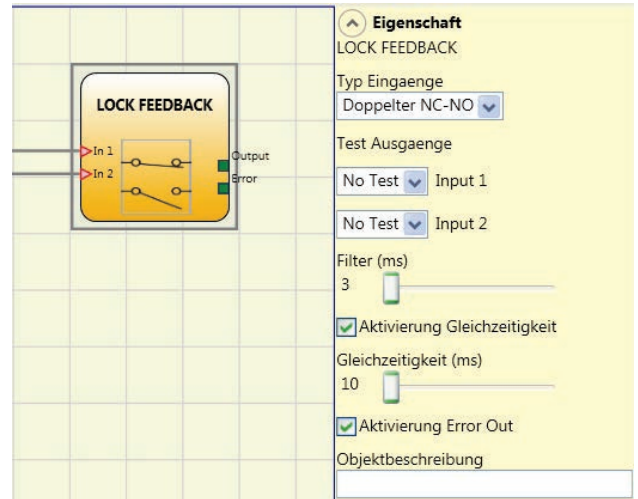 LOCK FEEDBACK
In 1
In 2
Output
Error
Eigenschaft
LOCK FEEDBACK
Typ Eingaenge
Doppelter NC-NO
Test Ausgaenge
No Test Input 1
No Test Input 2
Filter (ms)
3
Aktivierung Gleichzeitigkeit
Gleichzeitigkeit (ms)
10
Aktivierung Error Out
Objektbeschreibung